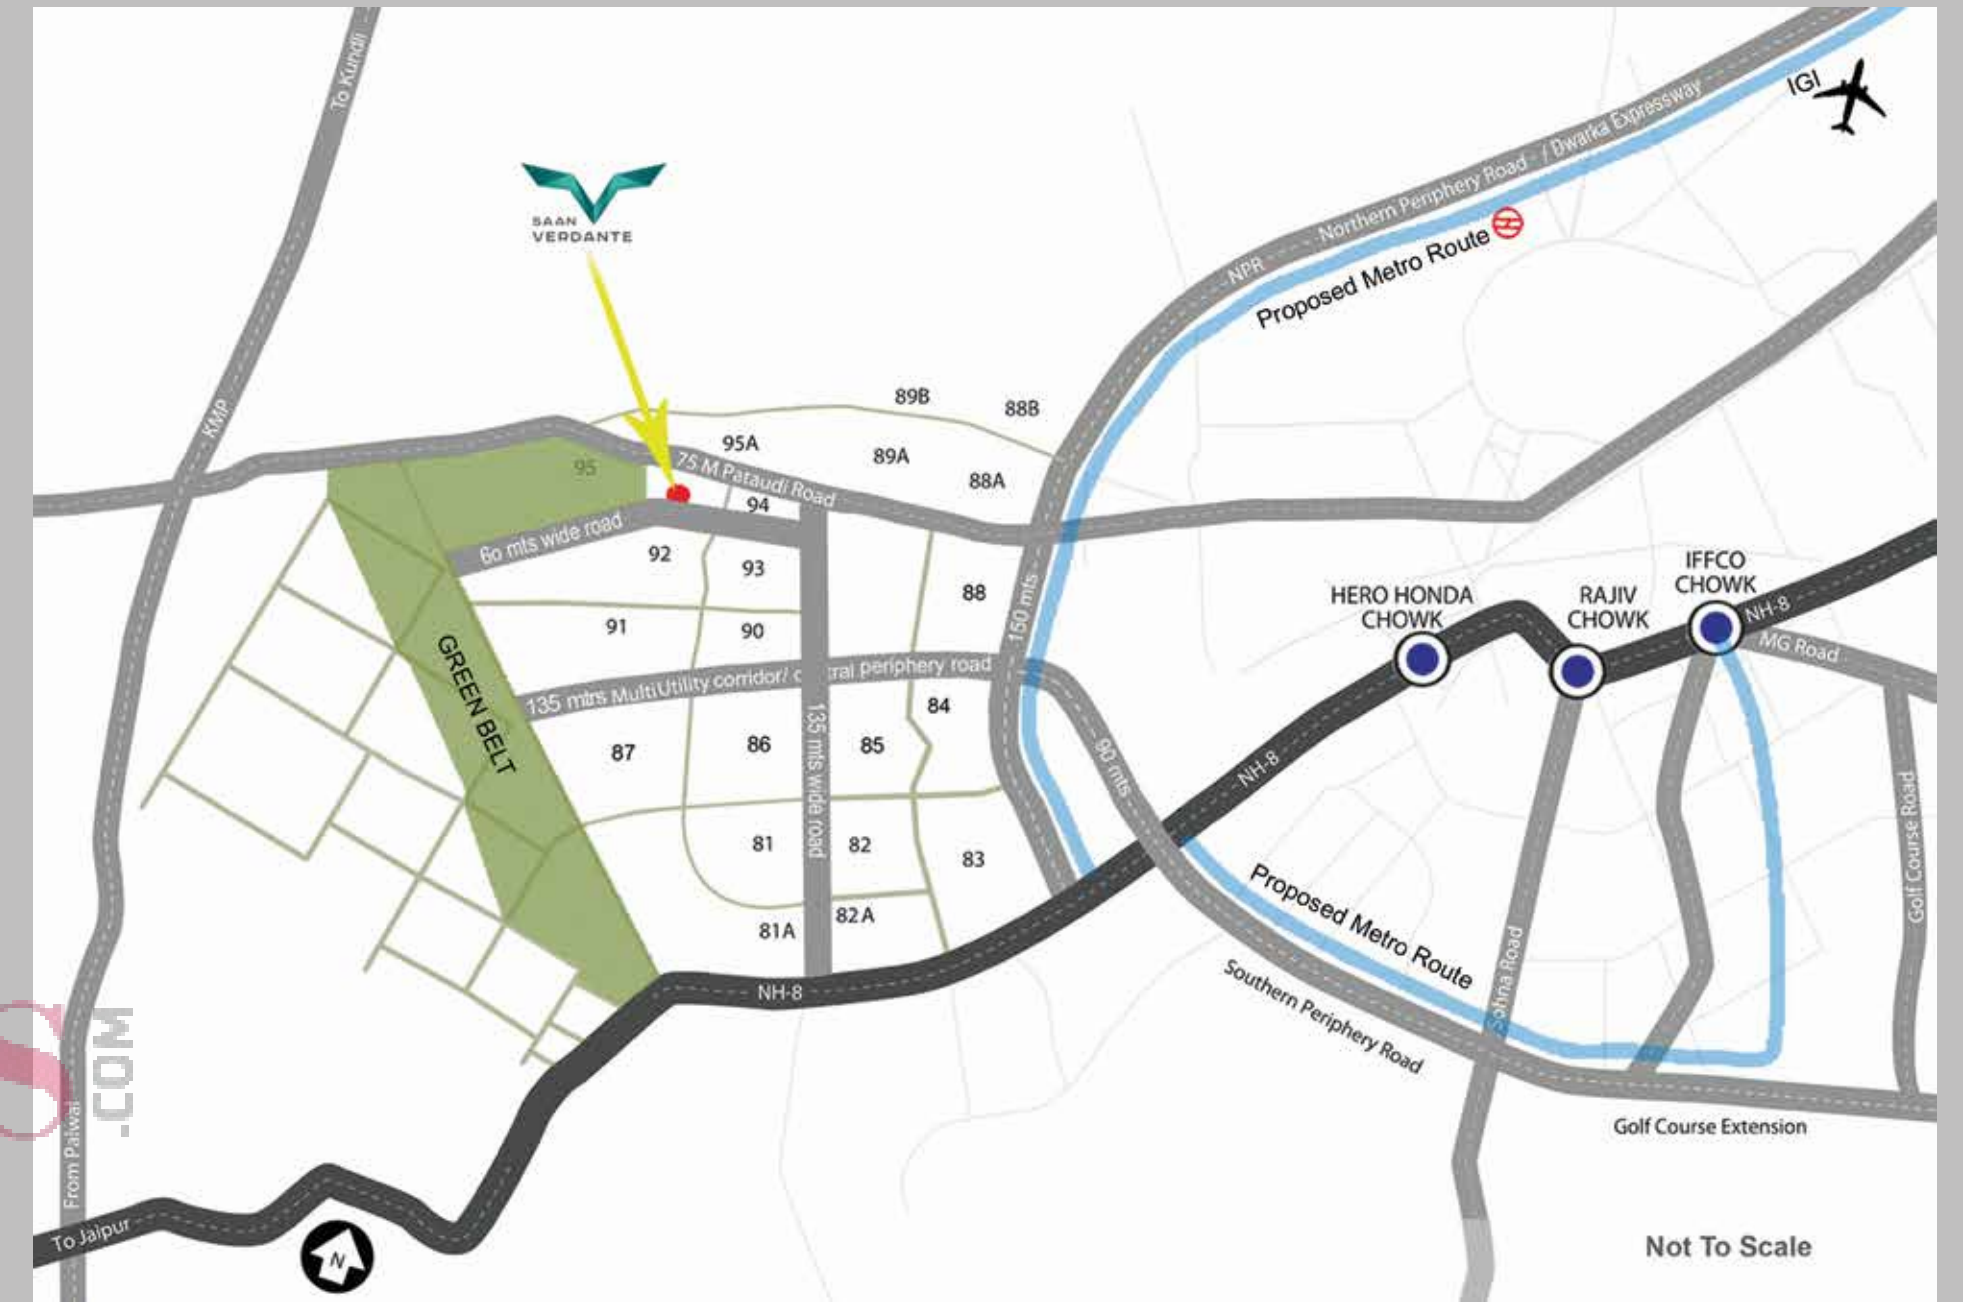 To Kundli
IGI
Northern Periphery Road - / Dwarka Expressway
SAAN
VERDANTE
NPR
Proposed Metro Route
KMP
89B
88B
95A
89A
88A
95
75 M Pataudi Road
94
6o mts wide road
92
93
88
150 mts
IFFCO
CHOWK
HERO HONDA
CHOWK
RAJIV
CHOWK
NH-8
MG Road
91
90
GREEN BELT
135 mtrs MultiUtility corridor/ c tral periphery road
84
87
86
85
135 mts wide road
90 mts
NH-8
Golf Course Road
81
82
83
81A
82A
Proposed Metro Route
Sohna Road
Southern Periphery Road
NH-8
S
.COM
From Palwal
Golf Course Extension
To Jaipur
N
Not To Scale